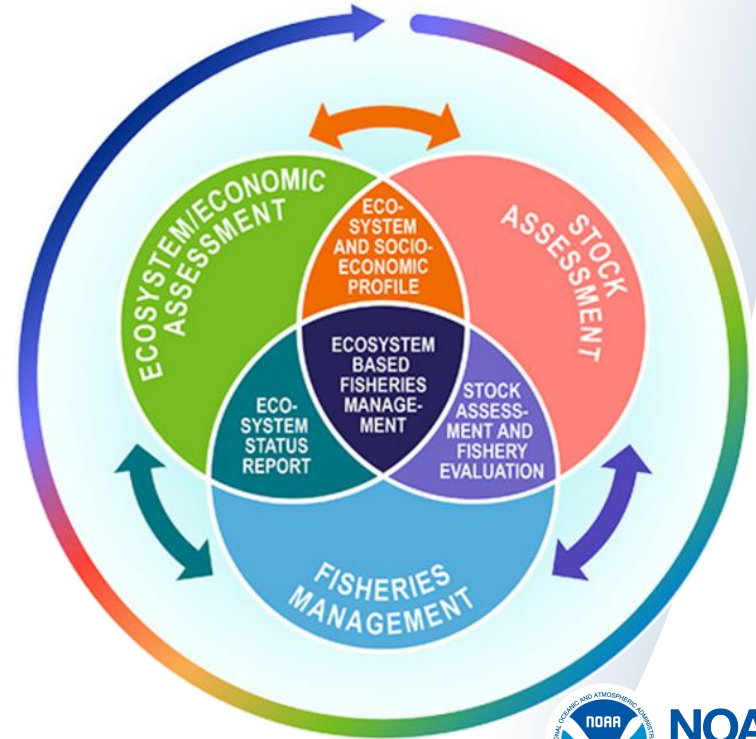 ECOSYSTEM/ECONOMIC
ASSESSMENT
STOCK
ASSESSMENT
ECO-
SYSTEM
AND SOCIO-
ECONOMIC
PROFILE
ECOSYSTEM
BASED
FISHERIES
MANAGE-
MENT
ECO-
SYSTEM
STATUS
REPORT
STOCK
ASSESS-
MENT AND
FISHERY
EVALUATION
FISHERIES
MANAGEMENT
NOAA